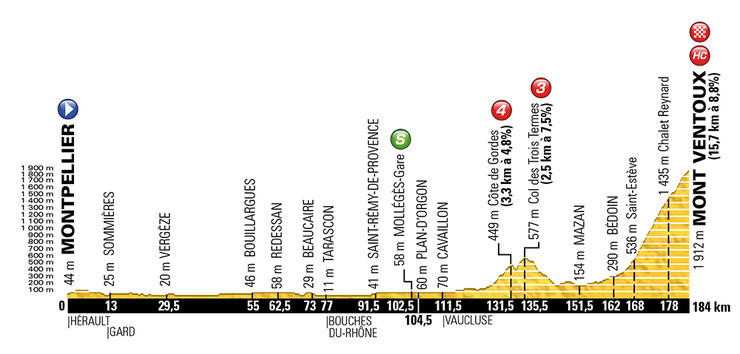 HC
3
4
S
1 800 m
1 700 m
1 600 m
1 500 m
1 400 m
1 300 m
1 200 m
1 100 m
1 000 m
900 m
800 m
700 m
600 m
500 m
400 m
300 m
200 m
100 m
44 m MONTPELLIER
25 m SOMMIÈRES
20 m VERGÈZE
46 m BOUILLARGUES
58 m REDESSAN
29 m BEAUCAIRE
11 m TARASCON
41 m SAINT-RÉMY-DE-PROVENCE
58 m MOLLÉGÈS-Gare
60 m PLAN-D'ORGON
70 m CAVAILLON
449 m Côte de Gordes
(3,3 km à 4,8%)
577 m Col des Trois Termes
(2,5 km à 7,5%)
154 m MAZAN
290 m BÉDOIN
536 m Saint-Estève
1 435 m Chalet Reynard
1 912 m MONT VENTOUX
(15,7 km à 8,8%)
0 13 29,5 55 62,5 73 77 91,5 102,5 111,5 131,5 135,5 151,5 162 168 178 184 km
104,5
HÉRAULT
GARD
BOUCHES
DU-RHÔNE
VAUCLUSE